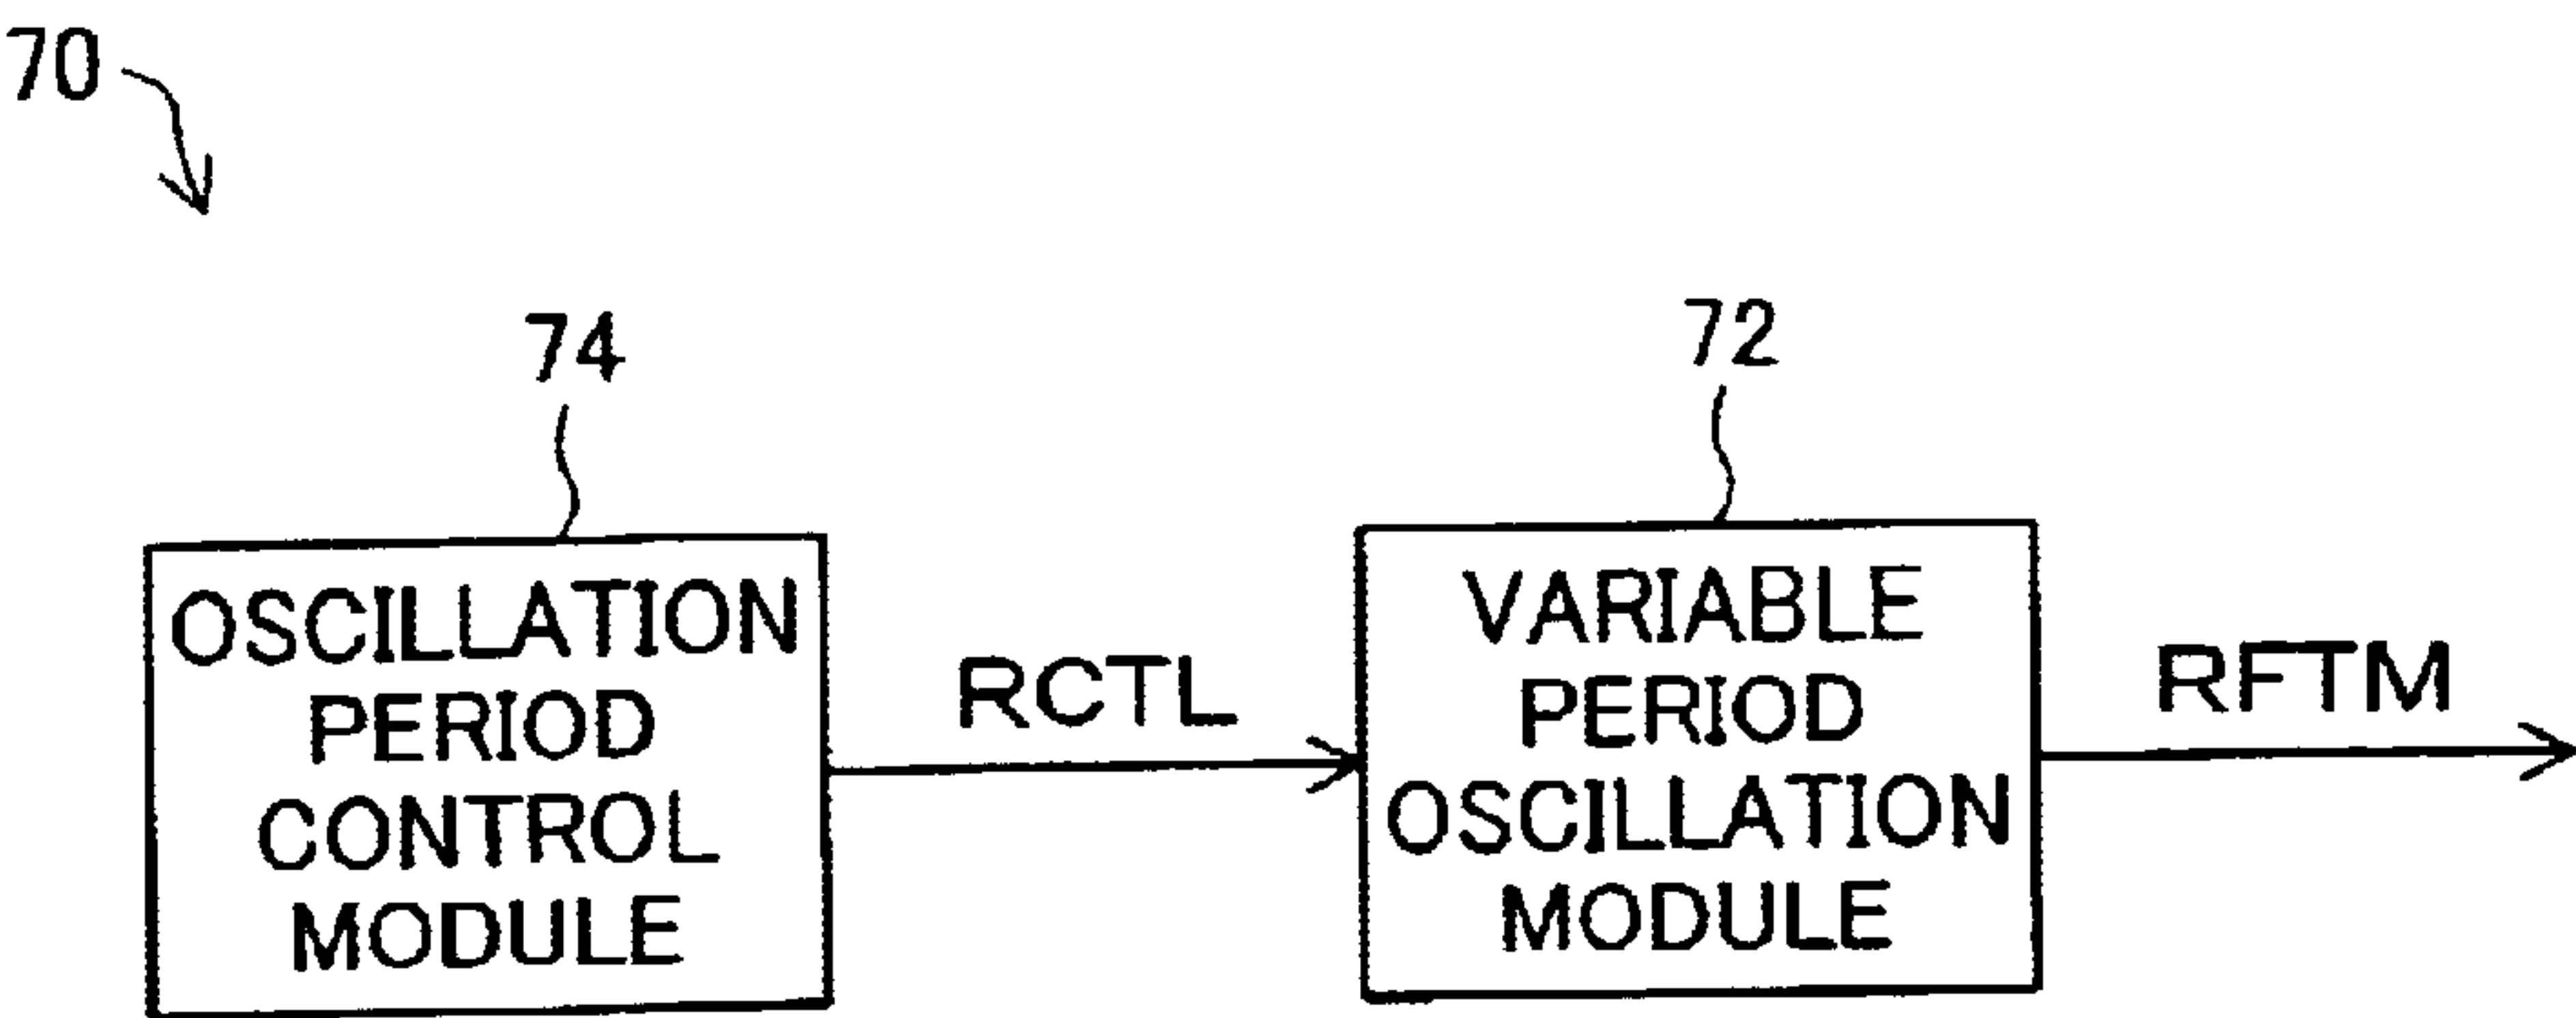 70
74
OSCILLATION
PERIOD
CONTROL
MODULE
RCTL
72
VARIABLE
PERIOD
OSCILLATION
MODULE
RFTM